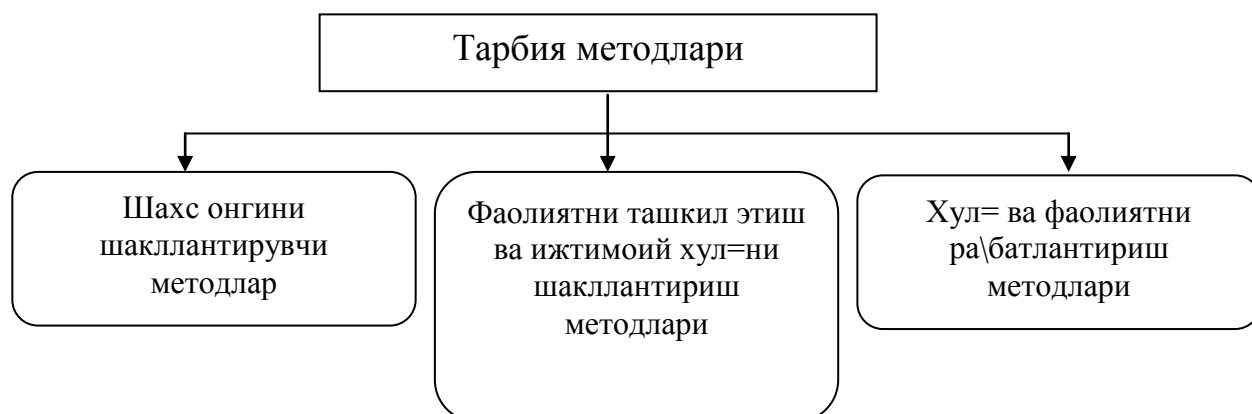 Тарбия методлари
Шахс онгини
шакллантирувчи
методлар
Фаолиятни ташкил этиш
ва ижтимоий хул=ни
шакллантириш
методлари
Хул= ва фаолиятни
ра\батлантириш
методлари